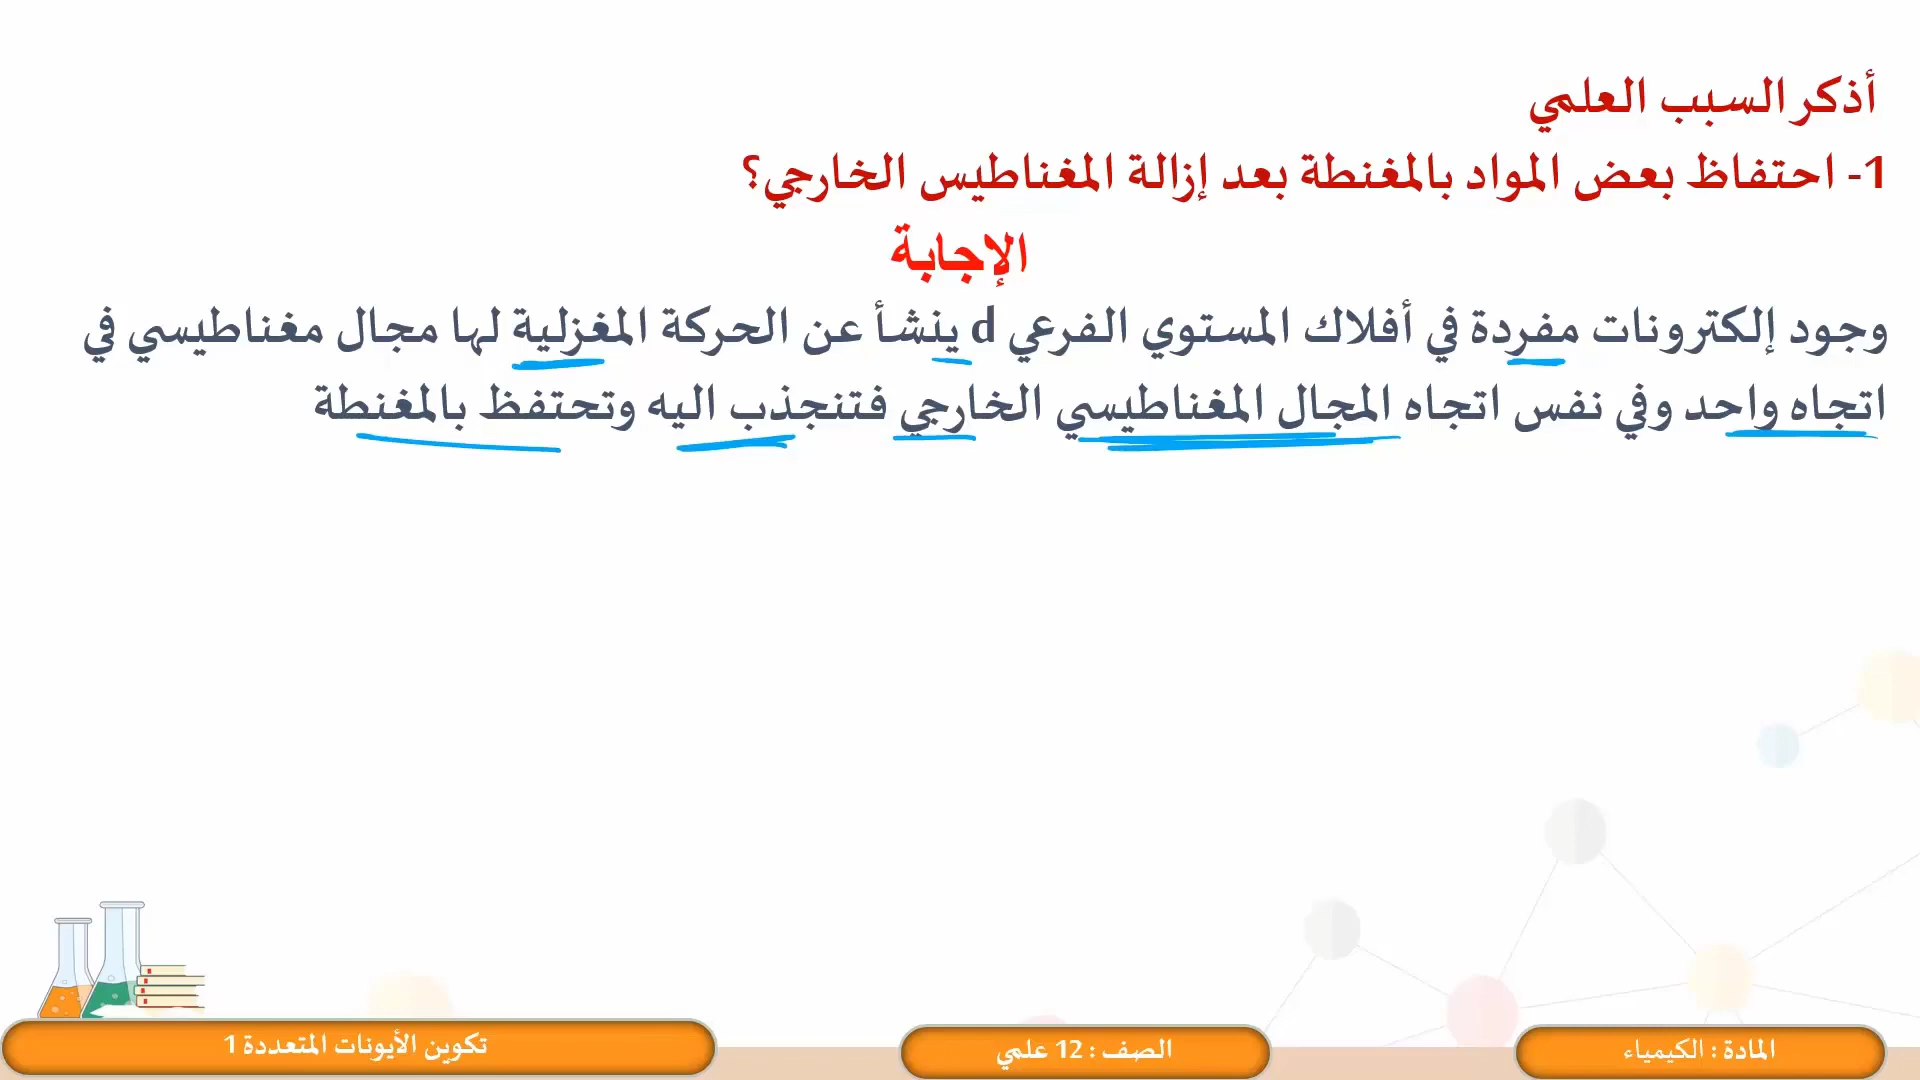 أذكر السبب العلمي
1- احتفاظ بعض المواد بالمغنطة بعد إزالة المغناطيس الخارجي؟
الإجابة
وجود إلكترونات مفردة في أفلاك المستوي الفرعي d ينشأ عن الحركة المغزلية لها مجال مغناطيسي في
اتجاه واحد وفي نفس اتجاه المجال المغناطيسي الخارجي فتنجذب اليه وتحتفظ بالمغنطة
المادة : الكيمياء
الصف : 12 علمي
تكوين الأيونات المتعددة 1